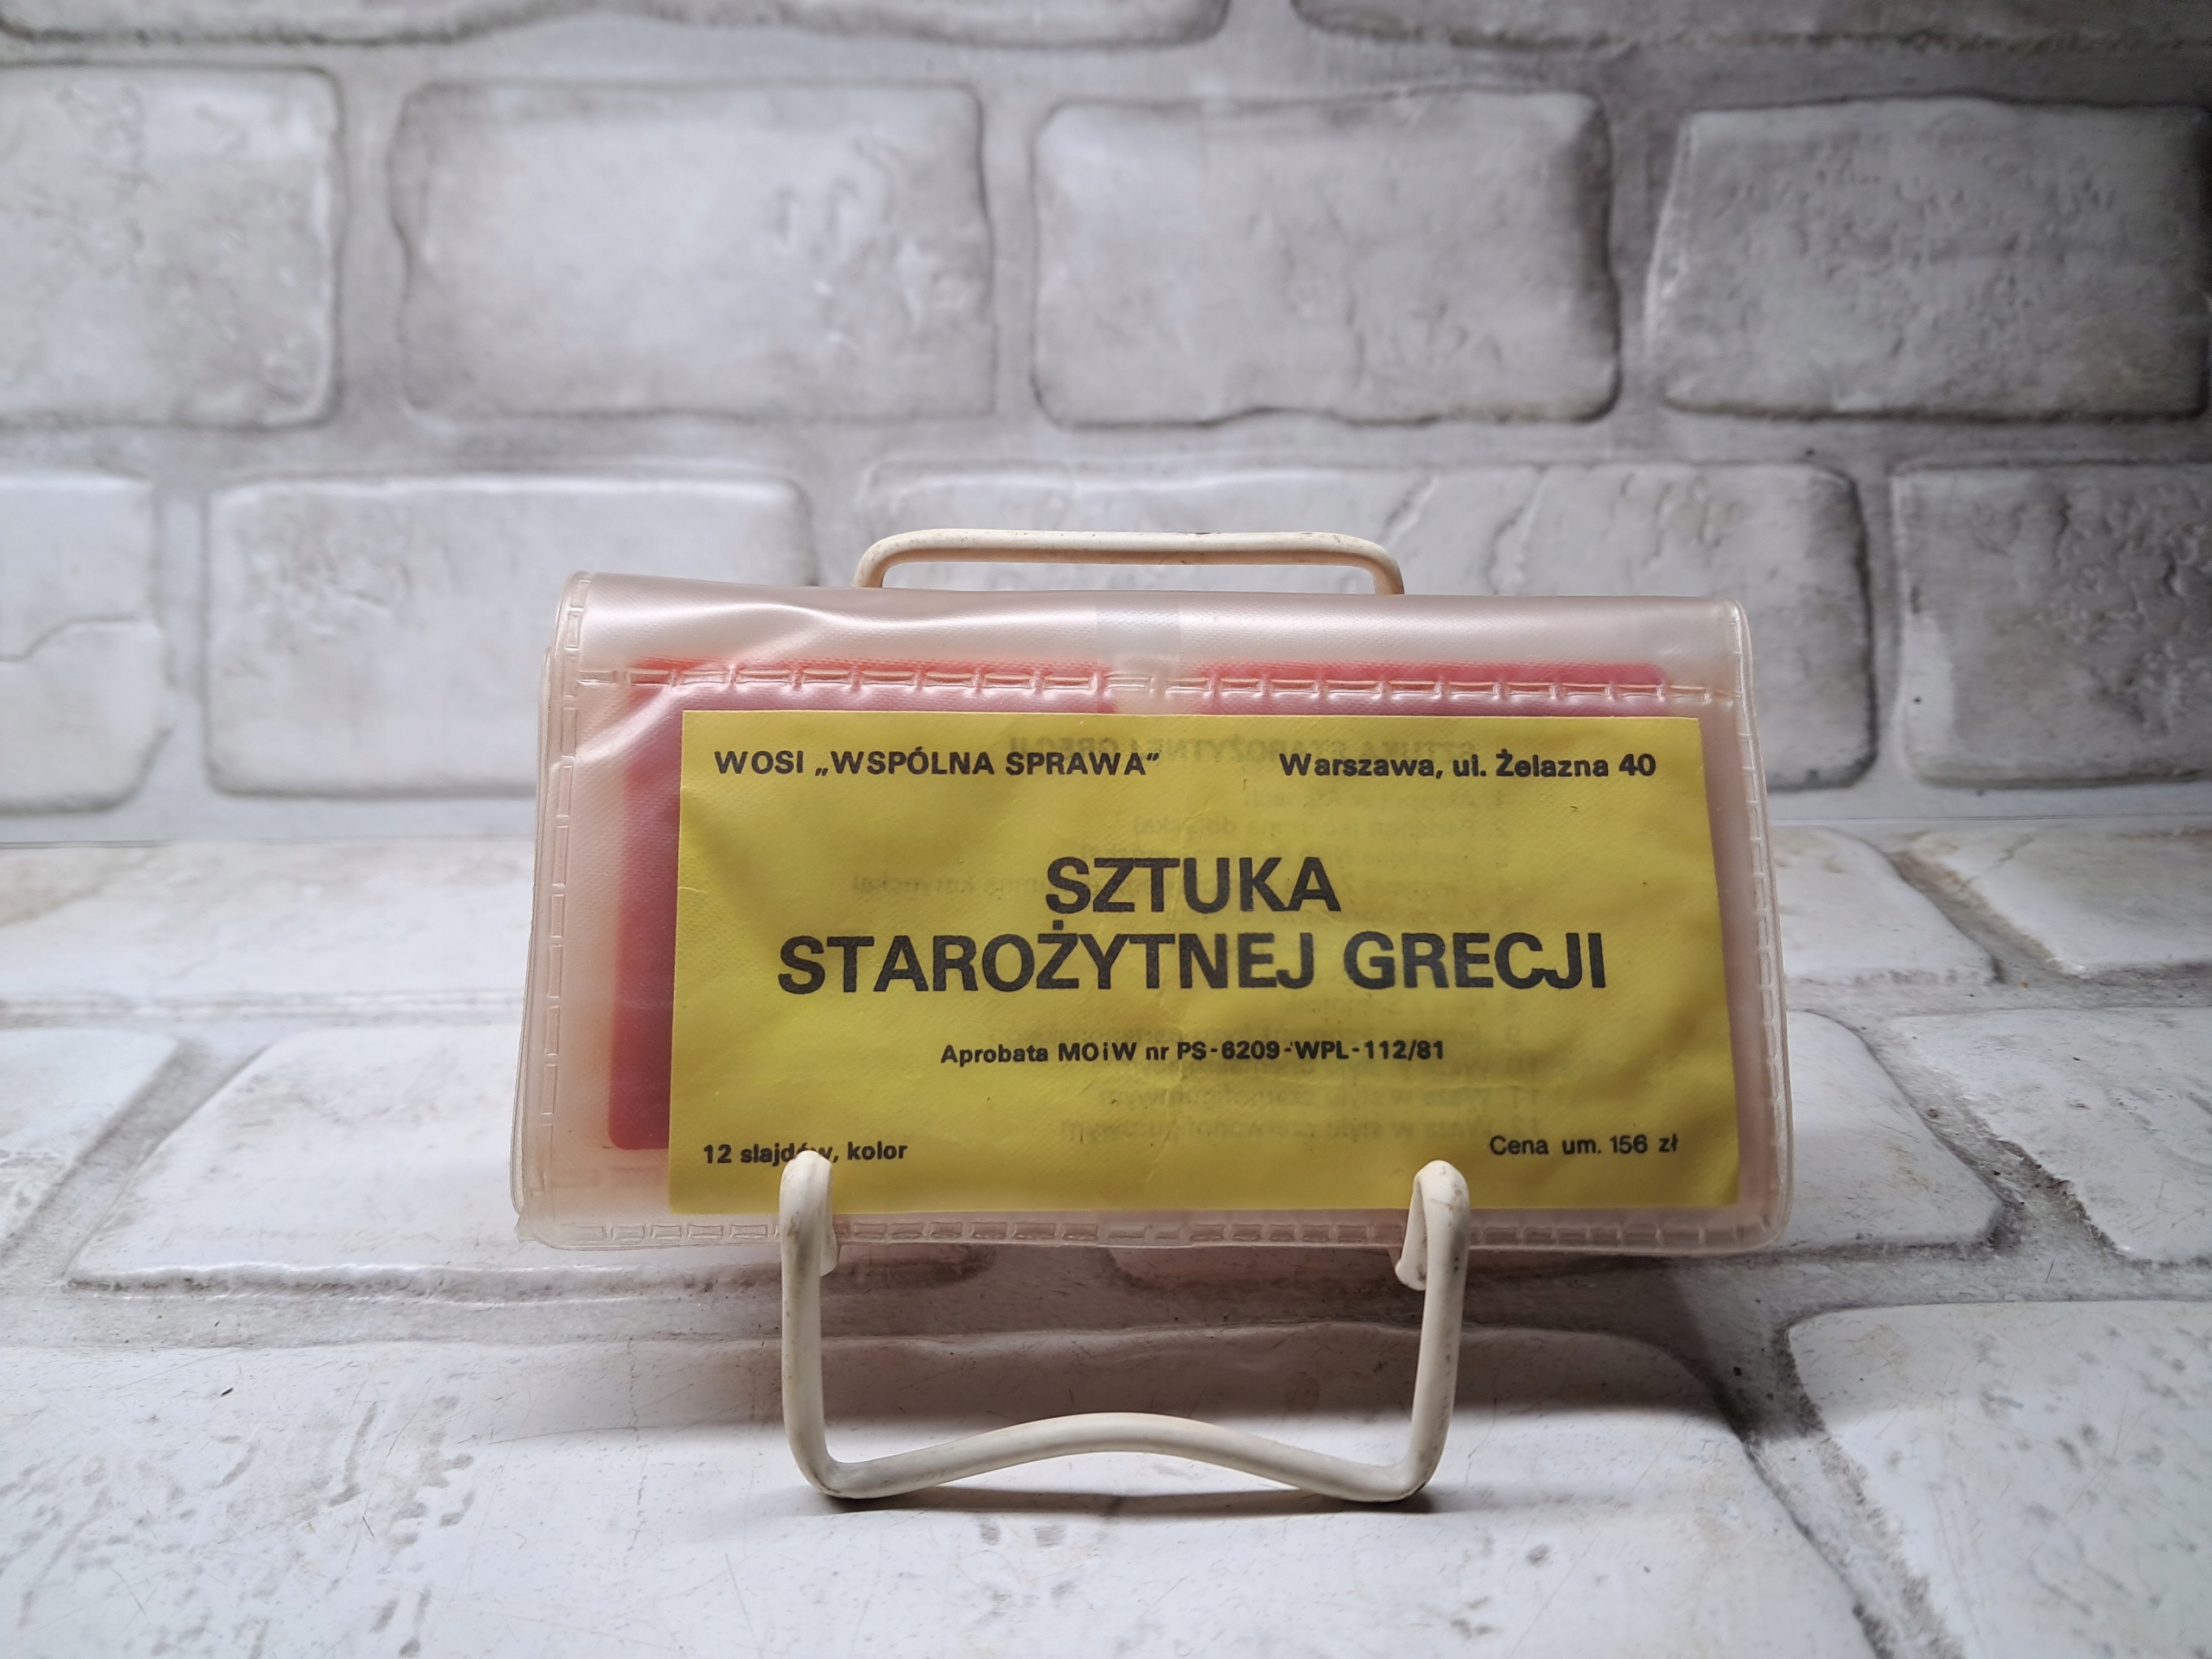 WOSI „WSPÓLNA SPRAWA” Warszawa, ul. Żelazna 40
SZTUKA
STAROŻYTNEJ GRECJI
Aprobata MOiW nr PS-6209-WPL-112/81
12 slajdów, kolor Cena um. 156 zł